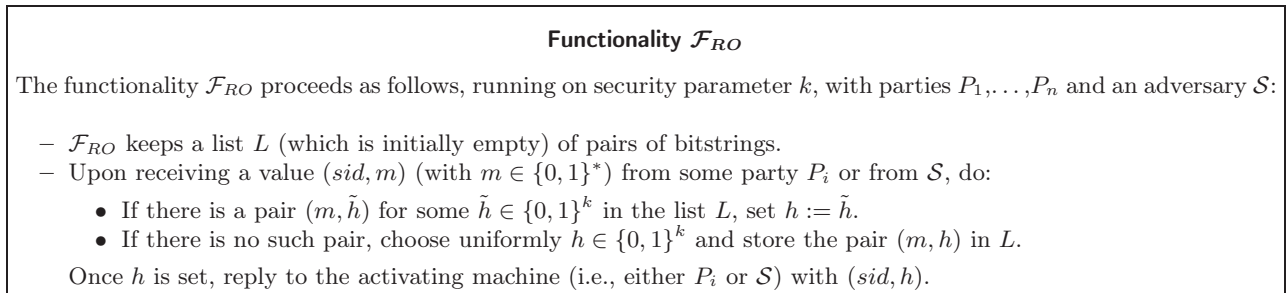 Functionality 𝓕_RO
The functionality 𝓕_RO proceeds as follows, running on security parameter k, with parties P₁,…,Pₙ and an adversary 𝒮:
– 𝓕_RO keeps a list L (which is initially empty) of pairs of bitstrings.
– Upon receiving a value (sid, m) (with m ∈ {0, 1}*) from some party Pᵢ or from 𝒮, do:
• If there is a pair (m, h̃) for some h̃ ∈ {0, 1}ᵏ in the list L, set h := h̃.
• If there is no such pair, choose uniformly h ∈ {0, 1}ᵏ and store the pair (m, h) in L.
Once h is set, reply to the activating machine (i.e., either Pᵢ or 𝒮) with (sid, h).